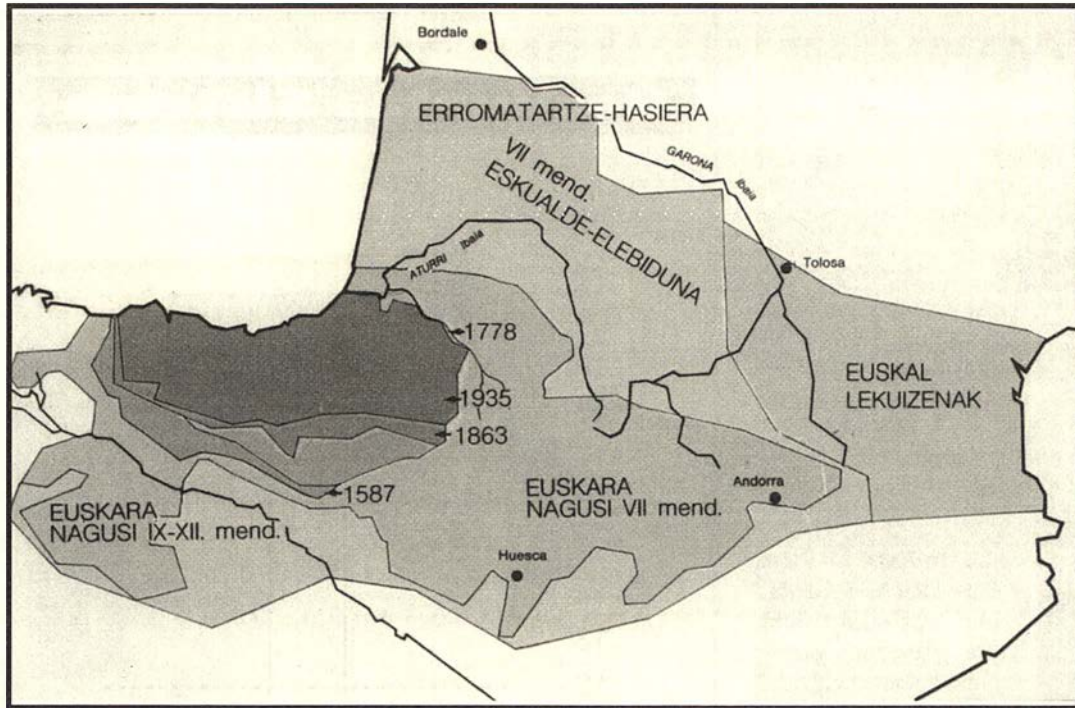 Bordale
ERROMATARTZE-HASIERA
GARONA ibaia
VII mend.
ESKUALDE-ELEBIDUNA
ATURRI ibaia
Tolosa
1778
1935
1863
1587
EUSKAL
LEKUIZENAK
EUSKARA
NAGUSI IX-XII. mend.
EUSKARA
NAGUSI VII mend.
Andorra
Huesca